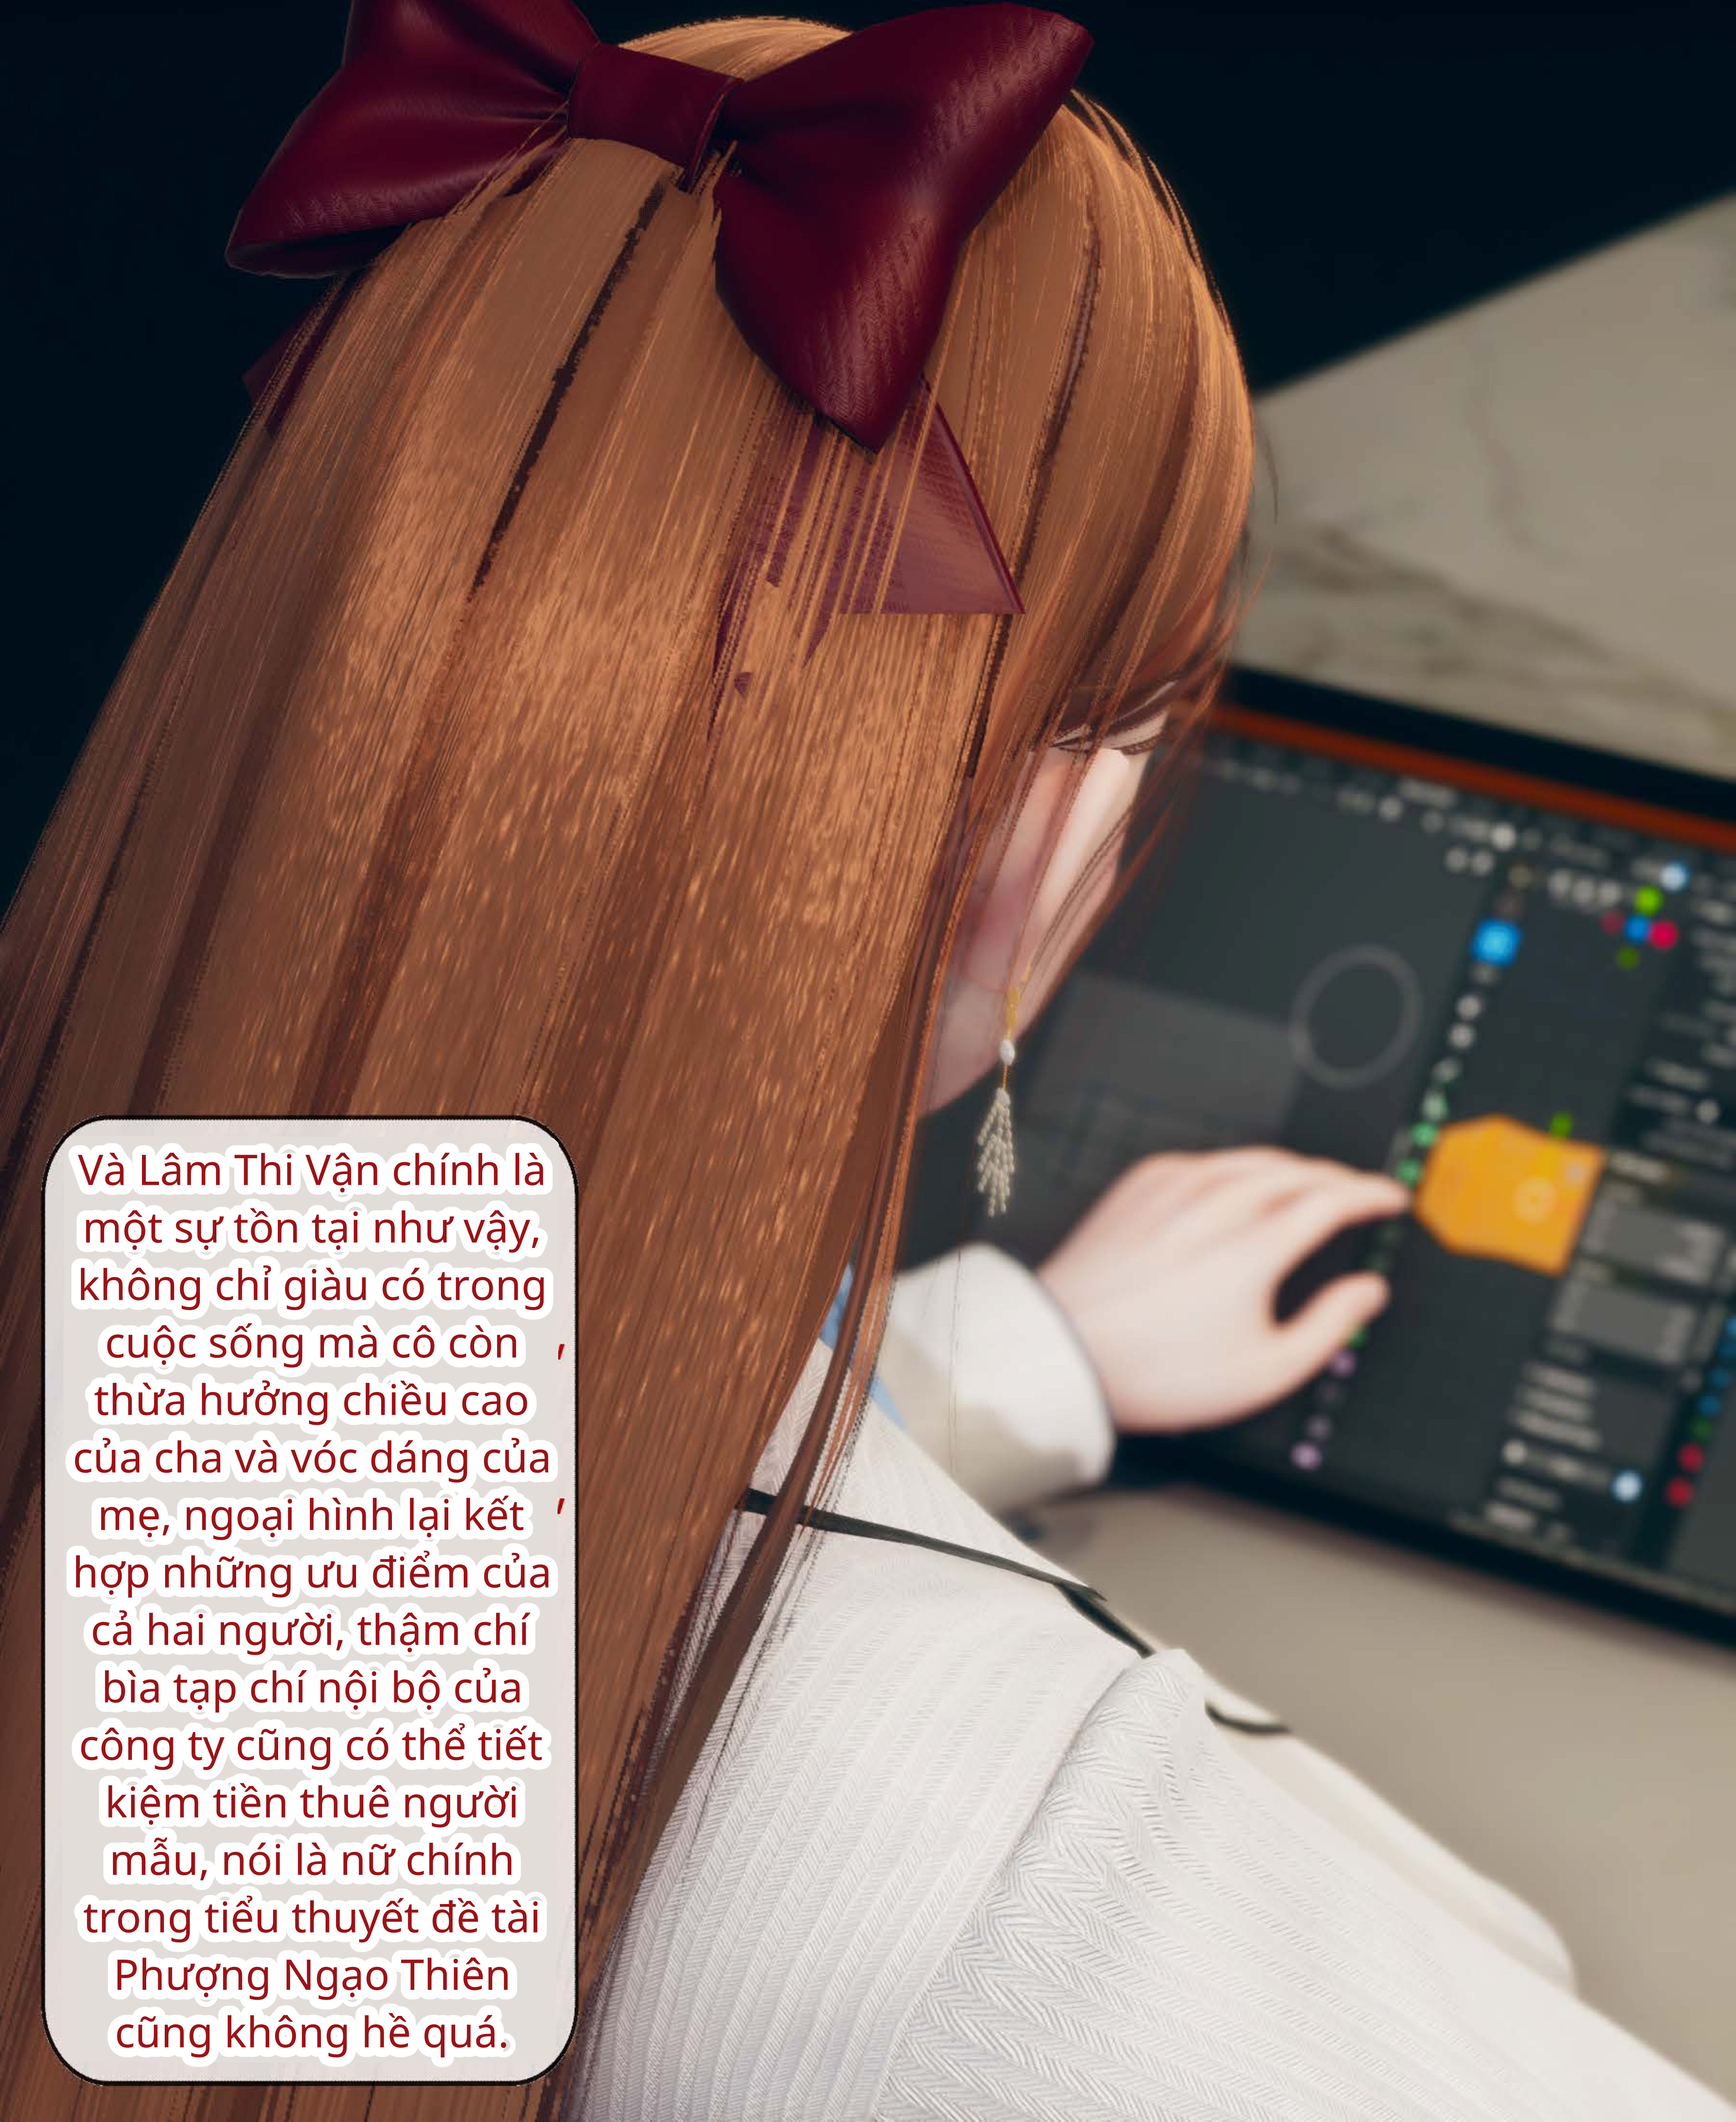 Và Lâm Thi Vận chính là
một sự tồn tại như vậy,
không chỉ giàu có trong
cuộc sống mà cô còn
thừa hưởng chiều cao
của cha và vóc dáng của
mẹ, ngoại hình lại kết
hợp những ưu điểm của
cả hai người, thậm chí
bìa tạp chí nội bộ của
công ty cũng có thể tiết
kiệm tiền thuê người
mẫu, nói là nữ chính
trong tiểu thuyết đề tài
Phượng Ngạo Thiên
cũng không hề quá.